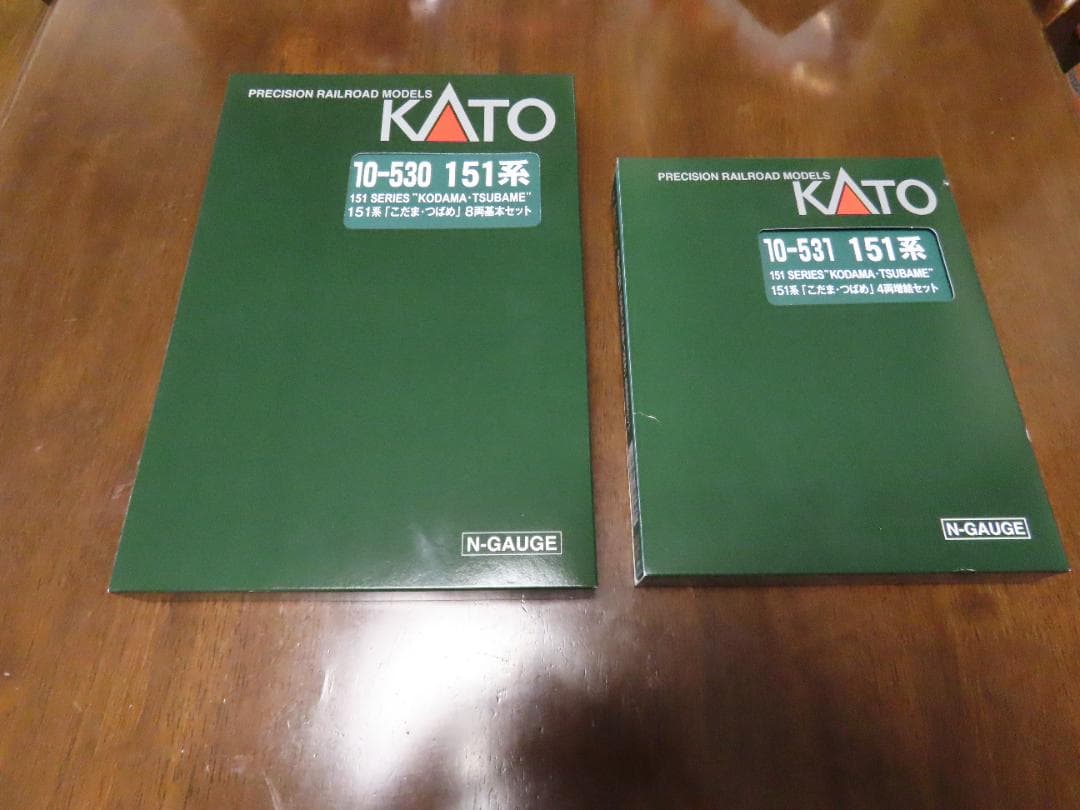 PRECISION RAILROAD MODELS
KATO
10-530 151系
151 SERIES "KODAMA・TSUBAME"
151系「こだま・つばめ」8両基本セット
N-GAUGE
PRECISION RAILROAD MODELS
KATO
10-531 151系
151 SERIES "KODAMA・TSUBAME"
151系「こだま・つばめ」4両増結セット
N-GAUGE